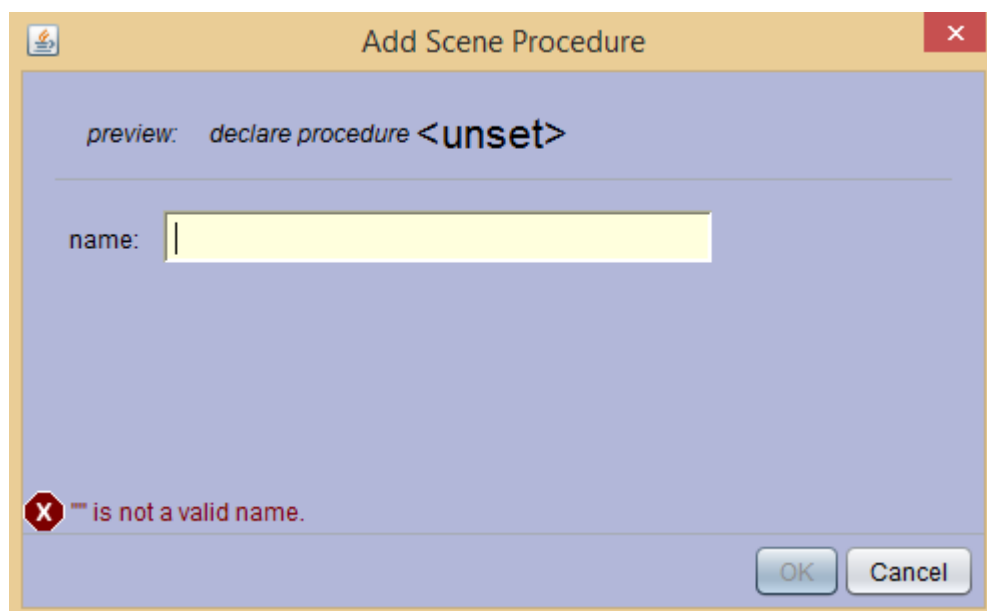 Add Scene Procedure
preview: declare procedure <unset>
name:
"" is not a valid name.
OK Cancel